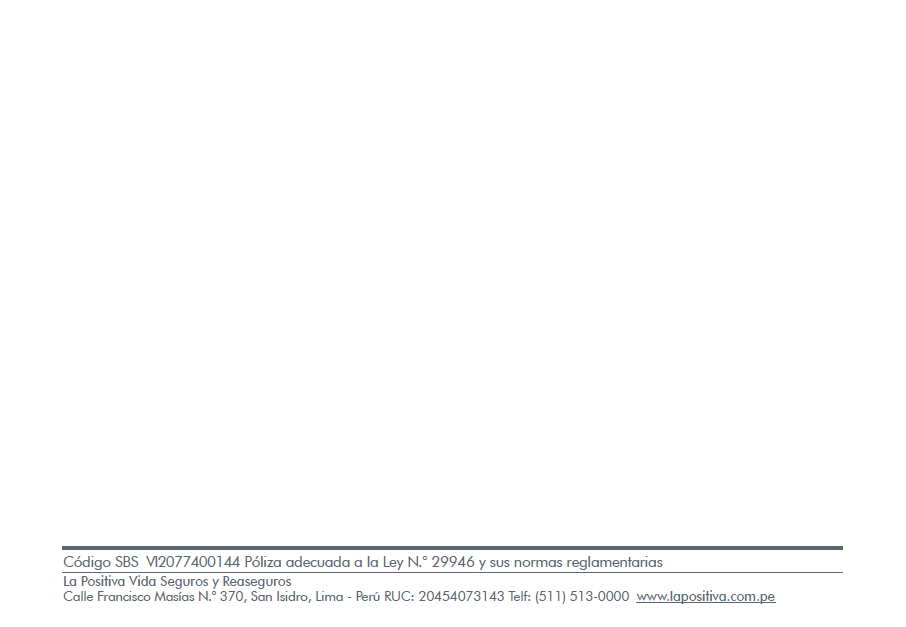 Código SBS VI2077400144 Póliza adecuada a la Ley N.° 29946 y sus normas reglamentarias
La Positiva Vida Seguros y Reaseguros
Calle Francisco Masías N.° 370, San Isidro, Lima - Perú RUC: 20454073143 Telf: (511) 513-0000 www.lapositiva.com.pe